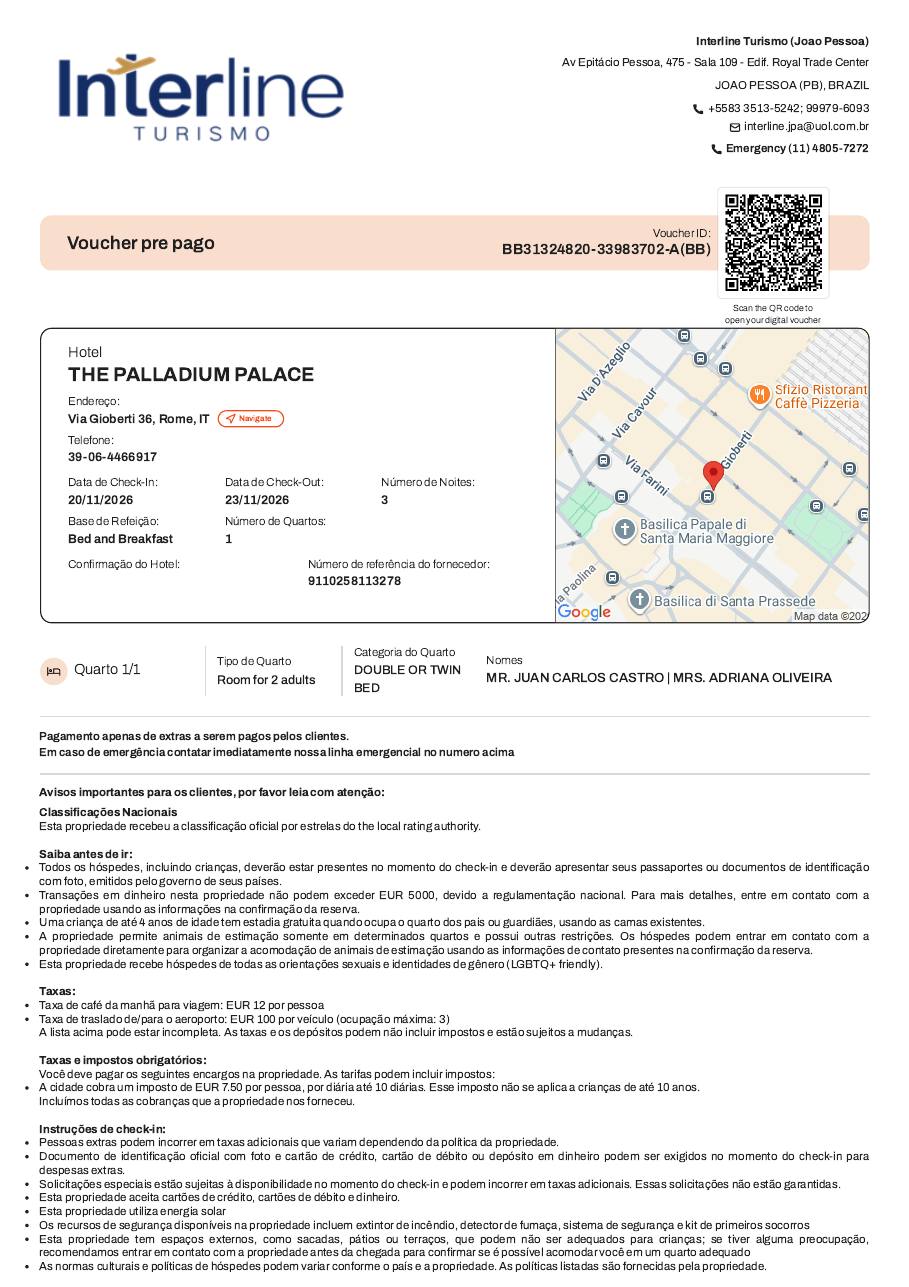 Interline
TURISMO
Interline Turismo (Joao Pessoa)
Av Epitácio Pessoa, 475 - Sala 109 - Edif. Royal Trade Center
JOAO PESSOA (PB), BRAZIL
+5583 3513-5242; 99979-6093
interline.jpa@uol.com.br
Emergency (11) 4805-7272
Voucher pre pago
Voucher ID:
BB31324820-33983702-A(BB)
Scan the QR code to
open your digital voucher
Hotel
THE PALLADIUM PALACE
Endereço:
Via Gioberti 36, Rome, IT Navigate
Telefone:
39-06-4466917
Data de Check-In: Data de Check-Out: Número de Noites:
20/11/2026 23/11/2026 3
Base de Refeição: Número de Quartos:
Bed and Breakfast 1
Confirmação do Hotel: Número de referência do fornecedor:
9110258113278
Via D'Azeglio
Sfizio Ristorant
Caffè Pizzeria
Via Cavour
Gioberti
Via Farini
Basilica Papale di
Santa Maria Maggiore
ia Paolina
Basilica di Santa Prassede
Google
Map data ©202
Quarto 1/1
Tipo de Quarto
Room for 2 adults
Categoria do Quarto
DOUBLE OR TWIN
BED
Nomes
MR. JUAN CARLOS CASTRO | MRS. ADRIANA OLIVEIRA
Pagamento apenas de extras a serem pagos pelos clientes.
Em caso de emergência contatar imediatamente nossa linha emergencial no numero acima
Avisos importantes para os clientes, por favor leia com atenção:
Classificações Nacionais
Esta propriedade recebeu a classificação oficial por estrelas do the local rating authority.
Saiba antes de ir:
• Todos os hóspedes, incluindo crianças, deverão estar presentes no momento do check-in e deverão apresentar seus passaportes ou documentos de identificação
com foto, emitidos pelo governo de seus países.
• Transações em dinheiro nesta propriedade não podem exceder EUR 5000, devido a regulamentação nacional. Para mais detalhes, entre em contato com a
propriedade usando as informações na confirmação da reserva.
• Uma criança de até 4 anos de idade tem estadia gratuita quando ocupa o quarto dos pais ou guardiães, usando as camas existentes.
• A propriedade permite animais de estimação somente em determinados quartos e possui outras restrições. Os hóspedes podem entrar em contato com a
propriedade diretamente para organizar a acomodação de animais de estimação usando as informações de contato presentes na confirmação da reserva.
• Esta propriedade recebe hóspedes de todas as orientações sexuais e identidades de gênero (LGBTQ+ friendly).
Taxas:
• Taxa de café da manhã para viagem: EUR 12 por pessoa
• Taxa de traslado de/para o aeroporto: EUR 100 por veículo (ocupação máxima: 3)
A lista acima pode estar incompleta. As taxas e os depósitos podem não incluir impostos e estão sujeitos a mudanças.
Taxas e impostos obrigatórios:
Você deve pagar os seguintes encargos na propriedade. As tarifas podem incluir impostos:
• A cidade cobra um imposto de EUR 7.50 por pessoa, por diária até 10 diárias. Esse imposto não se aplica a crianças de até 10 anos.
Incluímos todas as cobranças que a propriedade nos forneceu.
Instruções de check-in:
• Pessoas extras podem incorrer em taxas adicionais que variam dependendo da política da propriedade.
• Documento de identificação oficial com foto e cartão de crédito, cartão de débito ou depósito em dinheiro podem ser exigidos no momento do check-in para
despesas extras.
• Solicitações especiais estão sujeitas à disponibilidade no momento do check-in e podem incorrer em taxas adicionais. Essas solicitações não estão garantidas.
• Esta propriedade aceita cartões de crédito, cartões de débito e dinheiro.
• Esta propriedade utiliza energia solar
• Os recursos de segurança disponíveis na propriedade incluem extintor de incêndio, detector de fumaça, sistema de segurança e kit de primeiros socorros
• Esta propriedade tem espaços externos, como sacadas, pátios ou terraços, que podem não ser adequados para crianças; se tiver alguma preocupação,
recomendamos entrar em contato com a propriedade antes da chegada para confirmar se é possível acomodar você em um quarto adequado
• As normas culturais e políticas de hóspedes podem variar conforme o país e a propriedade. As políticas listadas são fornecidas pela propriedade.